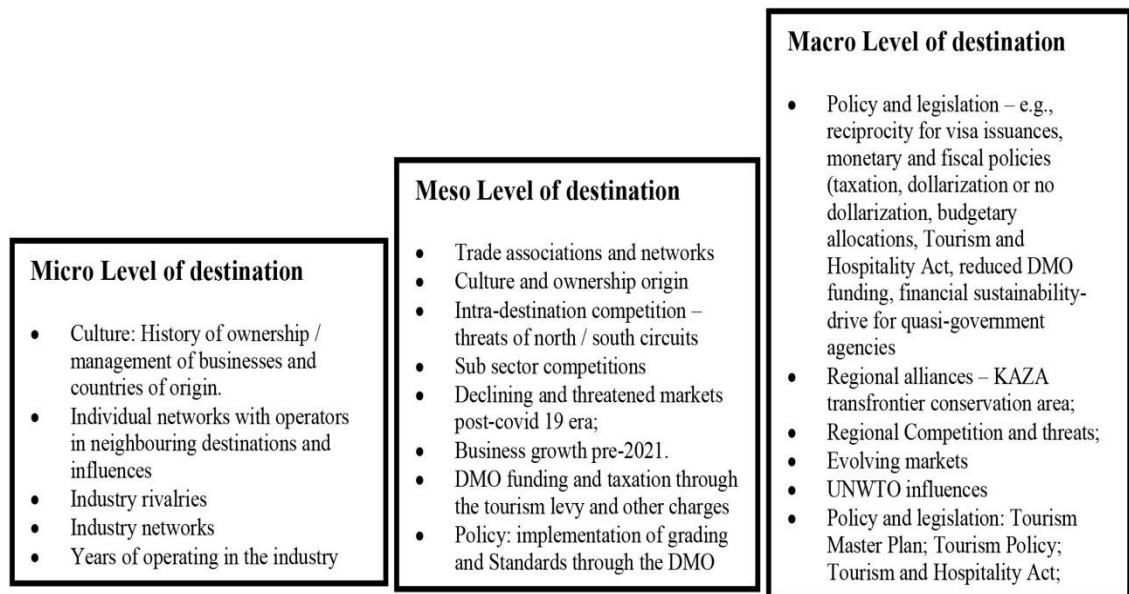 Micro Level of destination
• Culture: History of ownership /
management of businesses and
countries of origin.
• Individual networks with operators
in neighbouring destinations and
influences
• Industry rivalries
• Industry networks
• Years of operating in the industry
Meso Level of destination
• Trade associations and networks
• Culture and ownership origin
• Intra-destination competition –
threats of north / south circuits
• Sub sector competitions
• Declining and threatened markets
post-covid 19 era;
• Business growth pre-2021.
• DMO funding and taxation through
the tourism levy and other charges
• Policy: implementation of grading
and Standards through the DMO
Macro Level of destination
• Policy and legislation – e.g.,
reciprocity for visa issuances,
monetary and fiscal policies
(taxation, dollarization or no
dollarization, budgetary
allocations, Tourism and
Hospitality Act, reduced DMO
funding, financial sustainability-
drive for quasi-government
agencies
• Regional alliances – KAZA
transfrontier conservation area;
• Regional Competition and threats;
• Evolving markets
• UNWTO influences
• Policy and legislation: Tourism
Master Plan; Tourism Policy;
Tourism and Hospitality Act;